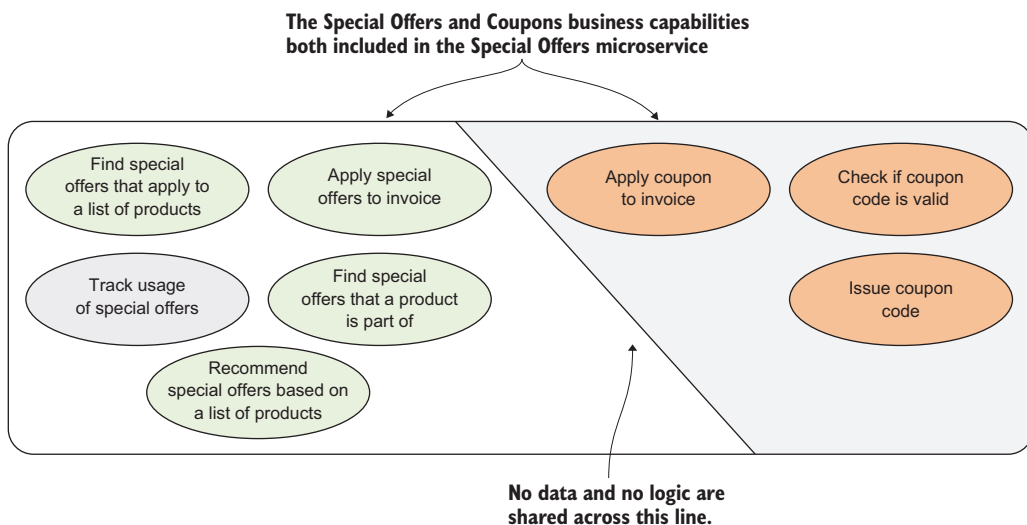 The Special Offers and Coupons business capabilities
both included in the Special Offers microservice
Find special
offers that apply to
a list of products
Apply special
offers to invoice
Apply coupon
to invoice
Check if coupon
code is valid
Track usage
of special offers
Find special
offers that a product
is part of
Issue coupon
code
Recommend
special offers based on
a list of products
No data and no logic are
shared across this line.